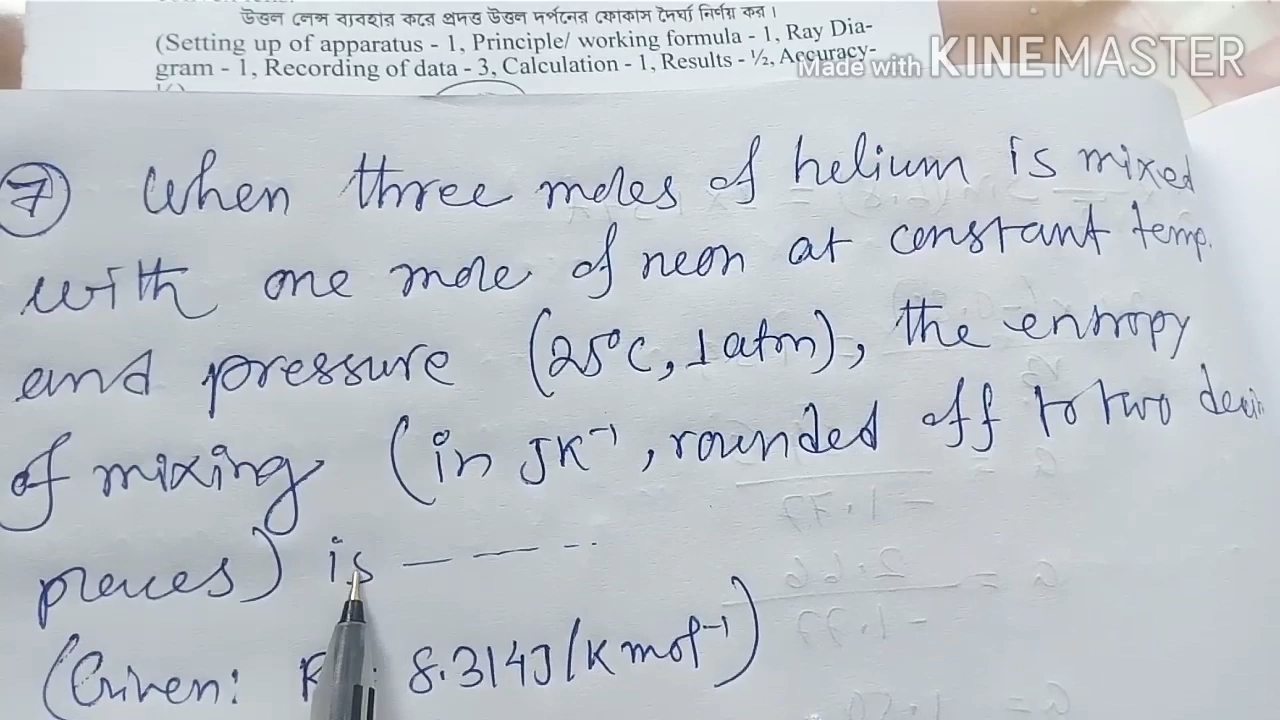 উত্তল লেন্স ব্যবহার করে প্রদত্ত উত্তল দর্পনের ফোকাস দৈর্ঘ্য নির্ণয় কর।
(Setting up of apparatus - 1, Principle/ working formula - 1, Ray Dia-
gram - 1, Recording of data - 3, Calculation - 1, Results - ½, Accuracy-
Made with KINEMASTER
7 When three moles of helium is mixed
with one mole of neon at constant temp.
and pressure (25°C, 1 atm), the entropy
of mixing (in JK⁻¹, rounded off to two
places) is — — --
(Given: 8.314J/K mol⁻¹)